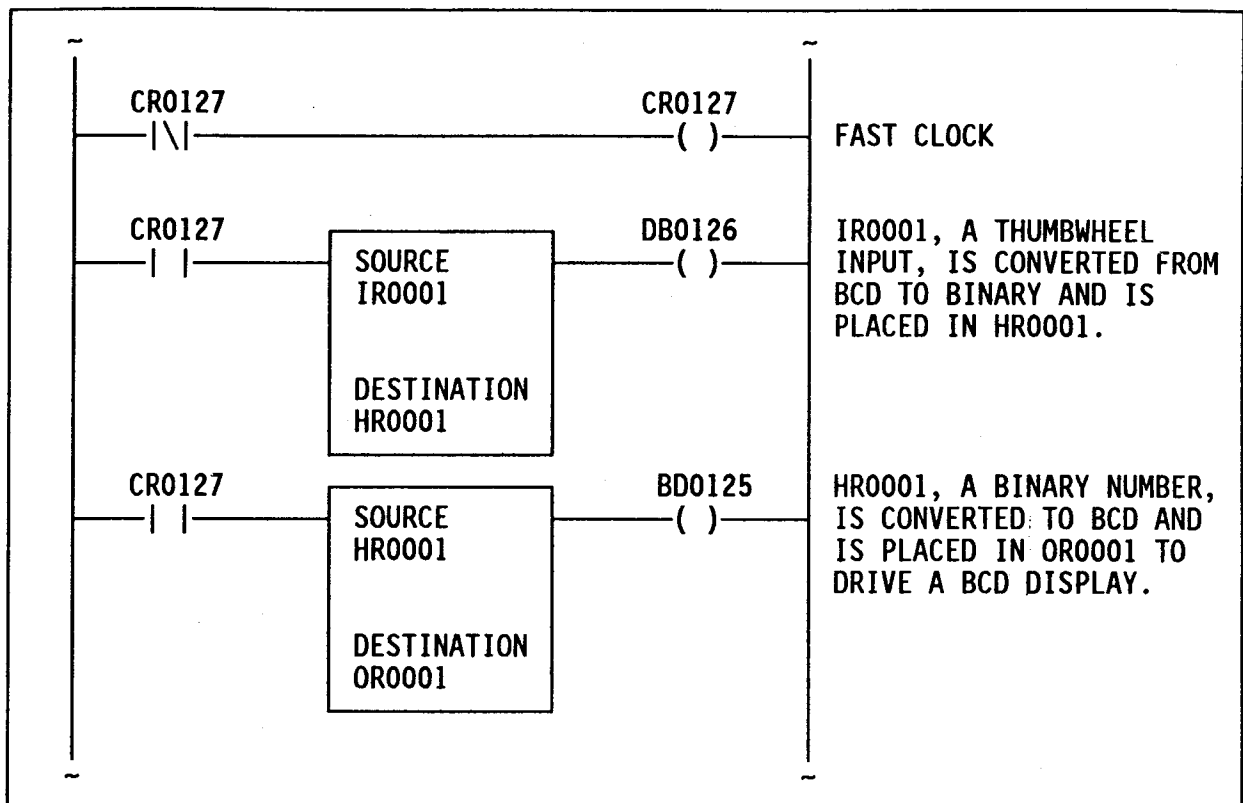 CR0127
CR0127
FAST CLOCK
CR0127
SOURCE
IR0001
DESTINATION
HR0001
DB0126
IR0001, A THUMBWHEEL
INPUT, IS CONVERTED FROM
BCD TO BINARY AND IS
PLACED IN HR0001.
CR0127
SOURCE
HR0001
DESTINATION
OR0001
BD0125
HR0001, A BINARY NUMBER,
IS CONVERTED TO BCD AND
IS PLACED IN OR0001 TO
DRIVE A BCD DISPLAY.